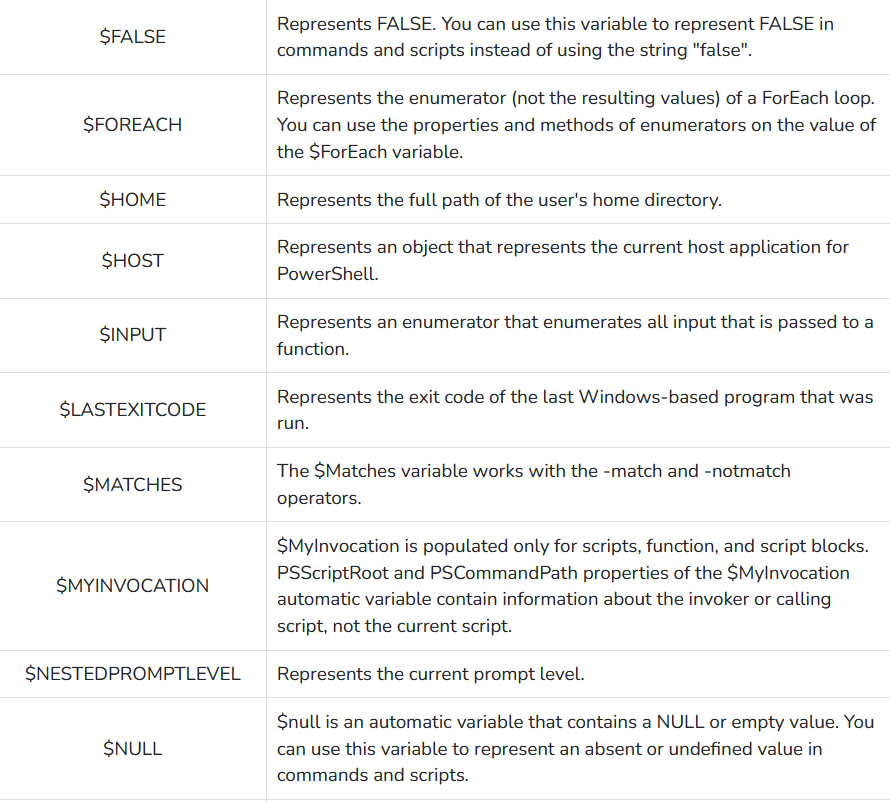 $FALSE
Represents FALSE. You can use this variable to represent FALSE in
commands and scripts instead of using the string "false".
$FOREACH
Represents the enumerator (not the resulting values) of a ForEach loop.
You can use the properties and methods of enumerators on the value of
the $ForEach variable.
$HOME
Represents the full path of the user's home directory.
$HOST
Represents an object that represents the current host application for
PowerShell.
$INPUT
Represents an enumerator that enumerates all input that is passed to a
function.
$LASTEXITCODE
Represents the exit code of the last Windows-based program that was
run.
$MATCHES
The $Matches variable works with the -match and -notmatch
operators.
$MYINVOCATION
$MyInvocation is populated only for scripts, function, and script blocks.
PSScriptRoot and PSCommandPath properties of the $MyInvocation
automatic variable contain information about the invoker or calling
script, not the current script.
$NESTEDPROMPTLEVEL
Represents the current prompt level.
$NULL
$null is an automatic variable that contains a NULL or empty value. You
can use this variable to represent an absent or undefined value in
commands and scripts.